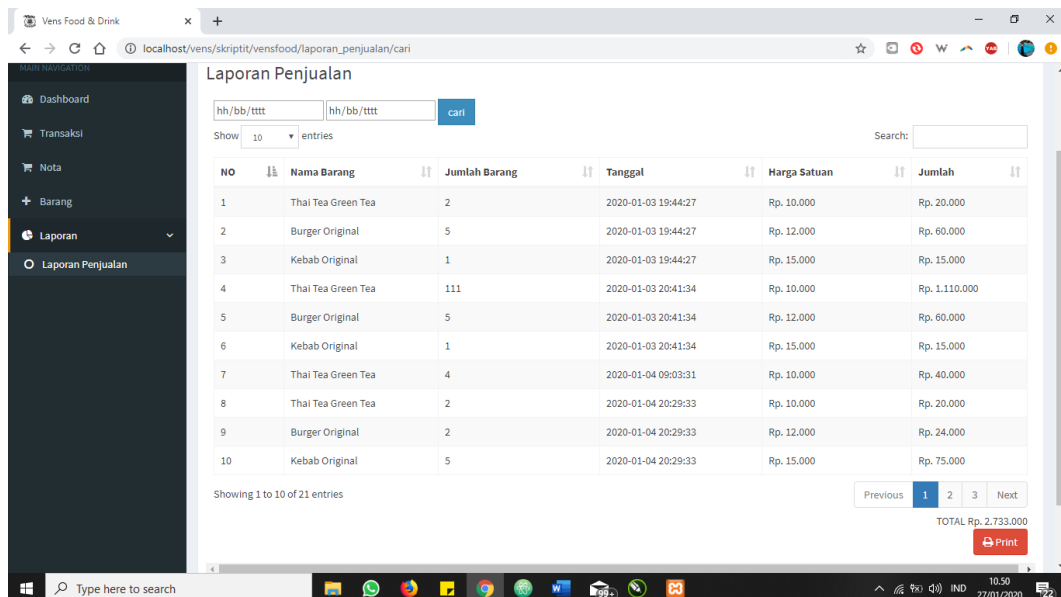 Vens Food & Drink
localhost/vens/skriptit/vensfood/laporan_penjualan/cari
MAIN NAVIGATION
Dashboard
Transaksi
Nota
Barang
Laporan
Laporan Penjualan
Laporan Penjualan
hh/bb/tttt hh/bb/tttt cari
Show 10 entries Search:
NO Nama Barang Jumlah Barang Tanggal Harga Satuan Jumlah
1 Thai Tea Green Tea 2 2020-01-03 19:44:27 Rp. 10.000 Rp. 20.000
2 Burger Original 5 2020-01-03 19:44:27 Rp. 12.000 Rp. 60.000
3 Kebab Original 1 2020-01-03 19:44:27 Rp. 15.000 Rp. 15.000
4 Thai Tea Green Tea 111 2020-01-03 20:41:34 Rp. 10.000 Rp. 1.110.000
5 Burger Original 5 2020-01-03 20:41:34 Rp. 12.000 Rp. 60.000
6 Kebab Original 1 2020-01-03 20:41:34 Rp. 15.000 Rp. 15.000
7 Thai Tea Green Tea 4 2020-01-04 09:03:31 Rp. 10.000 Rp. 40.000
8 Thai Tea Green Tea 2 2020-01-04 20:29:33 Rp. 10.000 Rp. 20.000
9 Burger Original 2 2020-01-04 20:29:33 Rp. 12.000 Rp. 24.000
10 Kebab Original 5 2020-01-04 20:29:33 Rp. 15.000 Rp. 75.000
Showing 1 to 10 of 21 entries Previous 1 2 3 Next
TOTAL Rp. 2.733.000
Print
Type here to search 99+ IND 10.50
27/01/2020 22